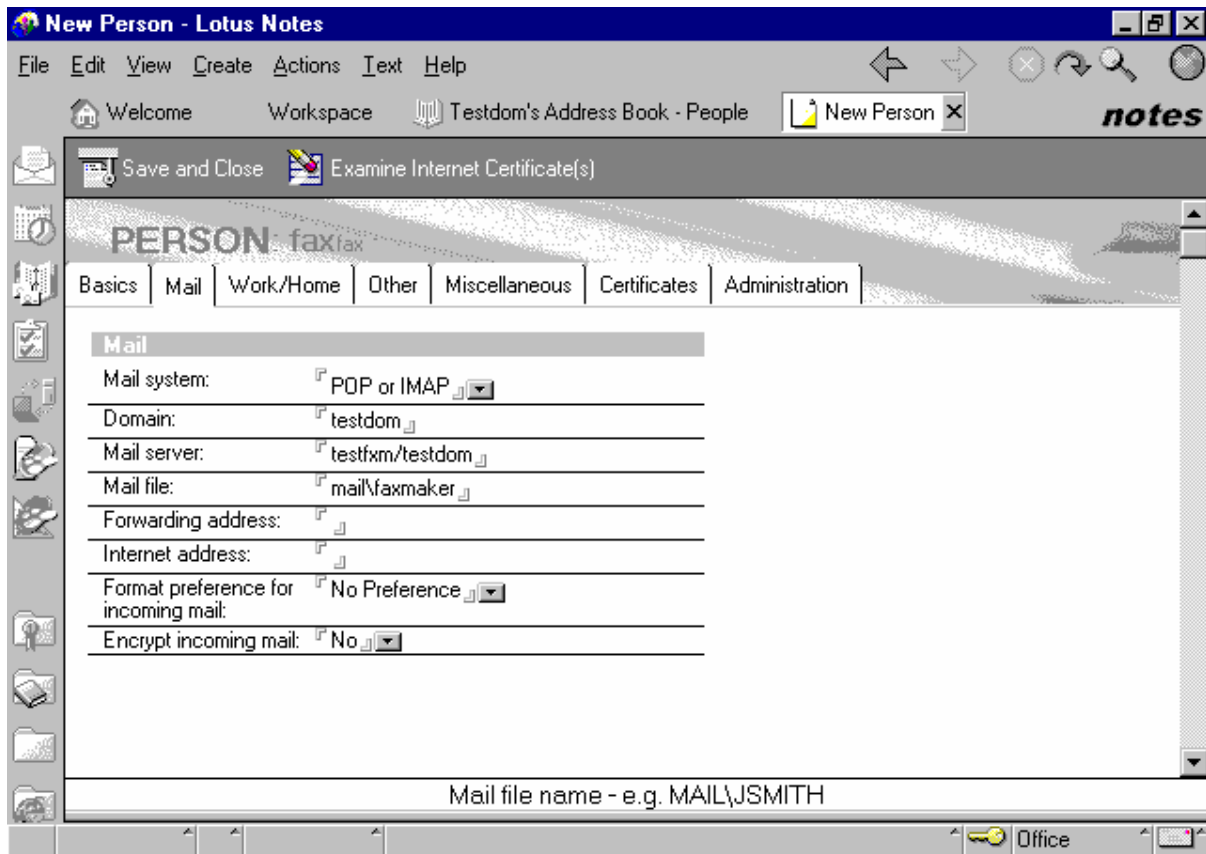 New Person - Lotus Notes
File Edit View Create Actions Text Help
Welcome Workspace Testdom's Address Book - People New Person notes
Save and Close Examine Internet Certificate(s)
PERSON: fax fax
Basics Mail Work/Home Other Miscellaneous Certificates Administration
Mail
Mail system: POP or IMAP
Domain: testdom
Mail server: testfxm/testdom
Mail file: mail\faxmaker
Forwarding address:
Internet address:
Format preference for No Preference
incoming mail:
Encrypt incoming mail: No
Mail file name - e.g. MAIL\JSMITH
Office